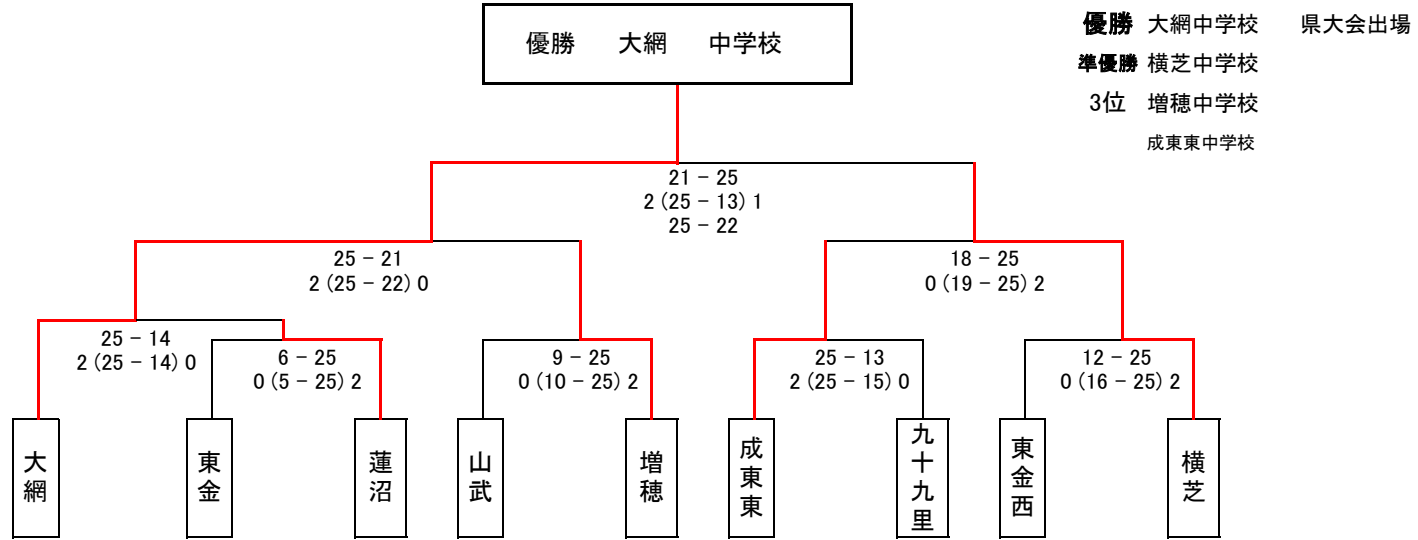 優勝 大網 中学校
優勝 大網中学校 県大会出場
準優勝 横芝中学校
3位 増穂中学校
成東東中学校
21 - 25
2 (25 - 13) 1
25 - 22
25 - 21
2 (25 - 22) 0
18 - 25
0 (19 - 25) 2
25 - 14
2 (25 - 14) 0
6 - 25
0 (5 - 25) 2
9 - 25
0 (10 - 25) 2
25 - 13
2 (25 - 15) 0
12 - 25
0 (16 - 25) 2
大網
東金
蓮沼
山武
増穂
成東東
九十九里
東金西
横芝